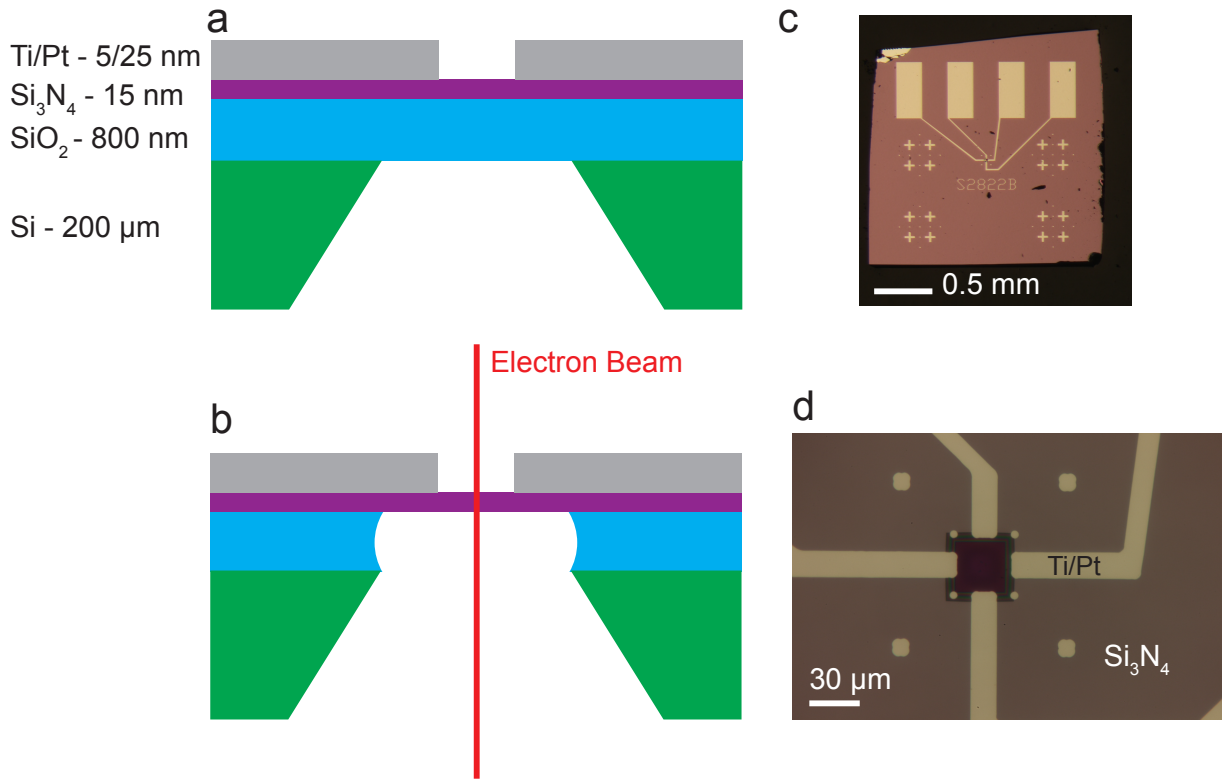 a
Ti/Pt - 5/25 nm
Si₃N₄ - 15 nm
SiO₂ - 800 nm
Si - 200 µm
Electron Beam
b
c
S2822B
0.5 mm
d
Ti/Pt
Si₃N₄
30 µm